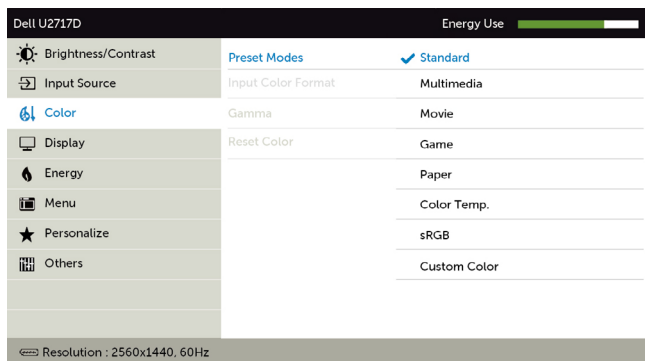 Dell U2717D
Energy Use
Brightness/Contrast
Input Source
Color
Display
Energy
Menu
Personalize
Others
Preset Modes
Input Color Format
Gamma
Reset Color
Standard
Multimedia
Movie
Game
Paper
Color Temp.
sRGB
Custom Color
Resolution : 2560x1440, 60Hz